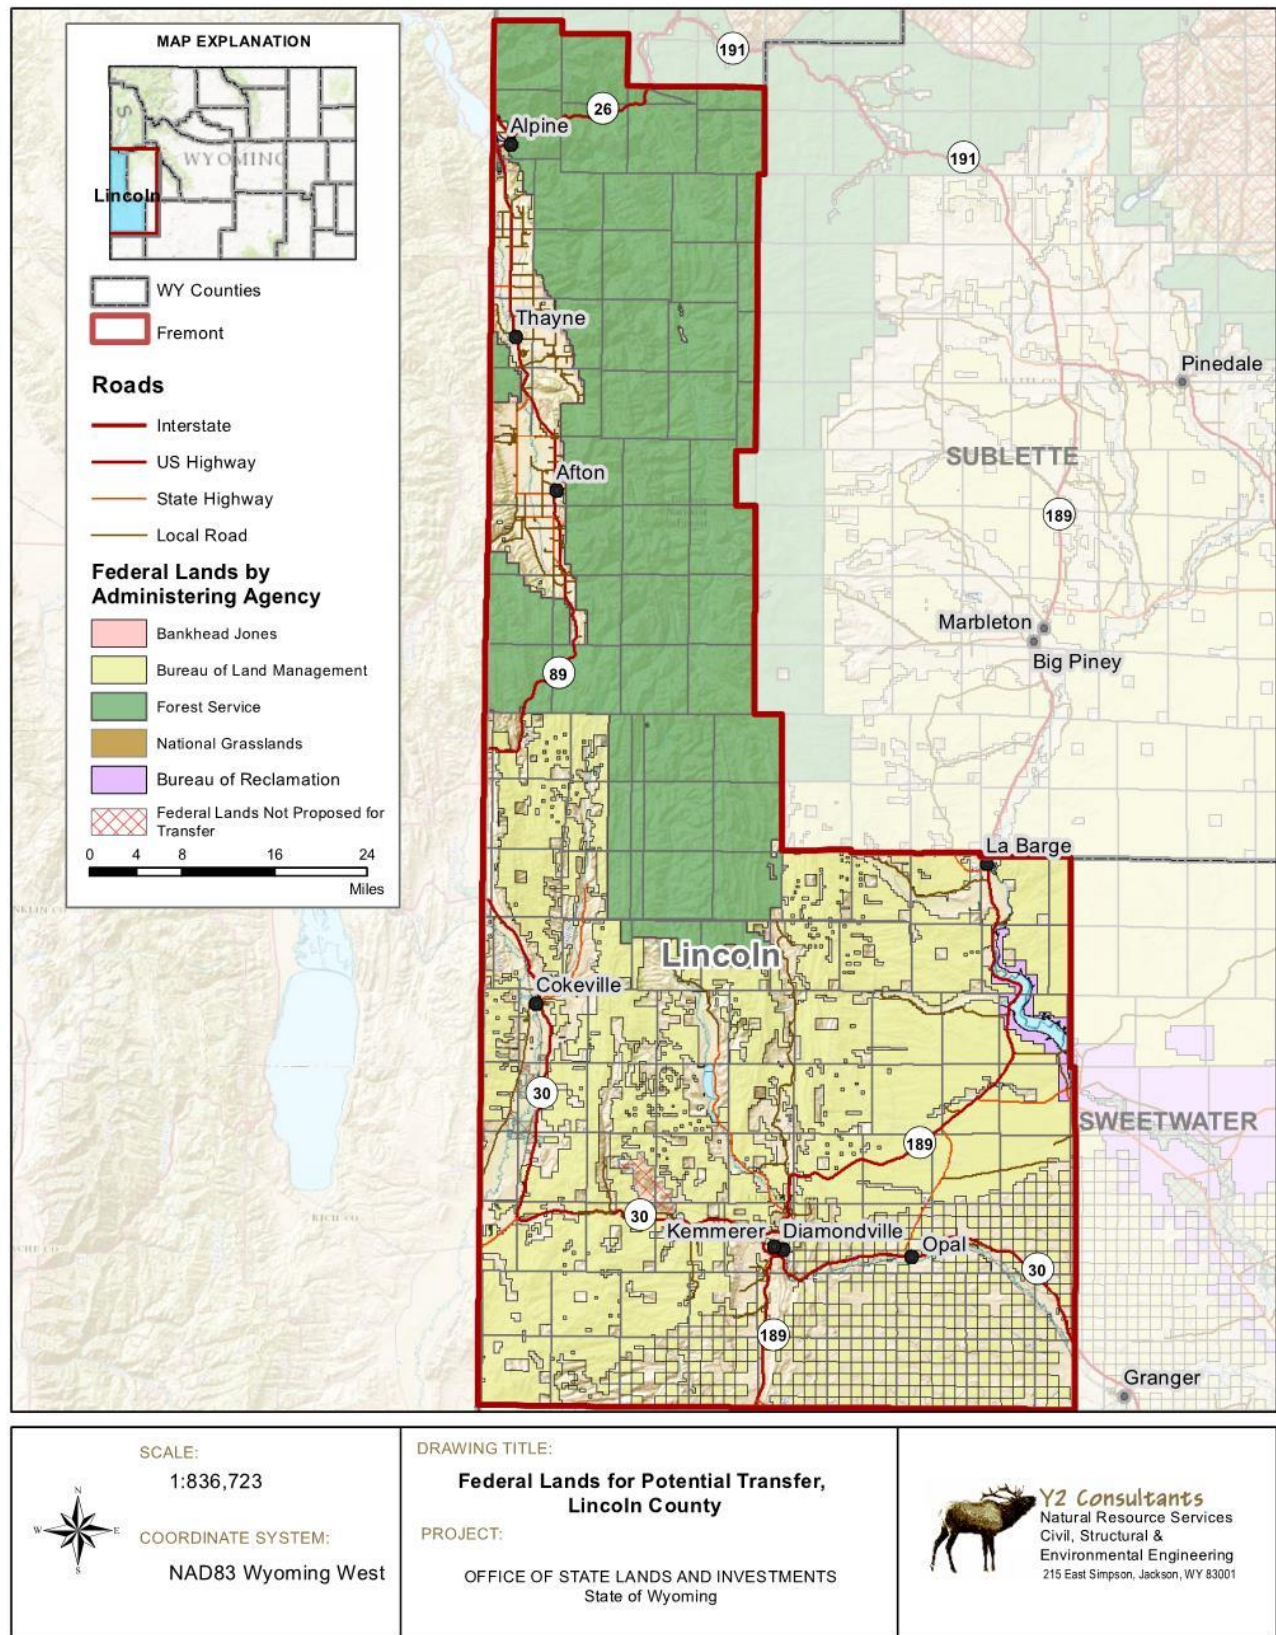 MAP EXPLANATION
WYOMING
Lincoln
WY Counties
Fremont
Roads
Interstate
US Highway
State Highway
Local Road
Federal Lands by
Administering Agency
Bankhead Jones
Bureau of Land Management
Forest Service
National Grasslands
Bureau of Reclamation
Federal Lands Not Proposed for
Transfer
0 4 8 16 24
Miles
191
26
Alpine
191
Thayne
Pinedale
SUBLETTE
Afton
189
Marbleton
Big Piney
89
La Barge
Lincoln
Cokeville
30
SWEETWATER
189
30
Kemmerer
Diamondville
Opal
30
189
Granger
RICH CO
SCALE:
1:836,723
COORDINATE SYSTEM:
NAD83 Wyoming West
N
W
E
S
DRAWING TITLE:
Federal Lands for Potential Transfer,
Lincoln County
PROJECT:
OFFICE OF STATE LANDS AND INVESTMENTS
State of Wyoming
Y2 Consultants
Natural Resource Services
Civil, Structural &
Environmental Engineering
215 East Simpson, Jackson, WY 83001